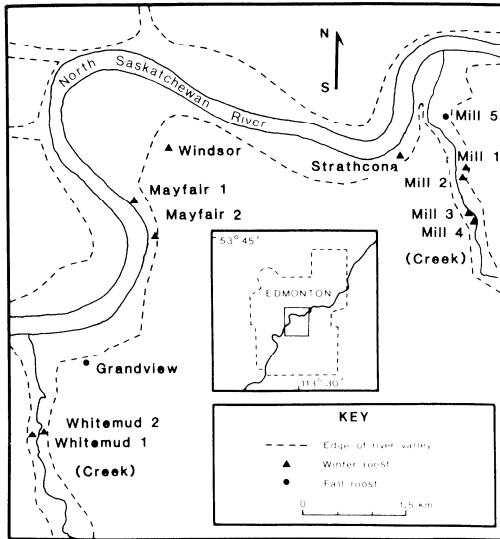 N
S
North Saskatchewan River
Mill 5
Windsor
Strathcona
Mill 1
Mill 2
Mayfair 1
Mayfair 2
Mill 3
Mill 4
(Creek)
53°45'
EDMONTON
113°30'
Grandview
Whitemud 2
Whitemud 1
(Creek)
KEY
Edge of river valley
Winter roost
Fall roost
0 1.5 km